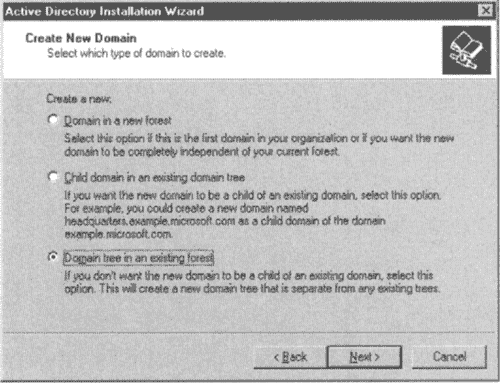 Active Directory Installation Wizard
Create New Domain
Select which type of domain to create.
Create a new:
Domain in a new forest
Select this option if this is the first domain in your organization or if you want the new
domain to be completely independent of your current forest.
Child domain in an existing domain tree
If you want the new domain to be a child of an existing domain, select this option.
For example, you could create a new domain named
headquarters.example.microsoft.com as a child domain of the domain
example.microsoft.com.
Domain tree in an existing forest
If you don't want the new domain to be a child of an existing domain, select this
option. This will create a new domain tree that is separate from any existing trees.
< Back
Next >
Cancel